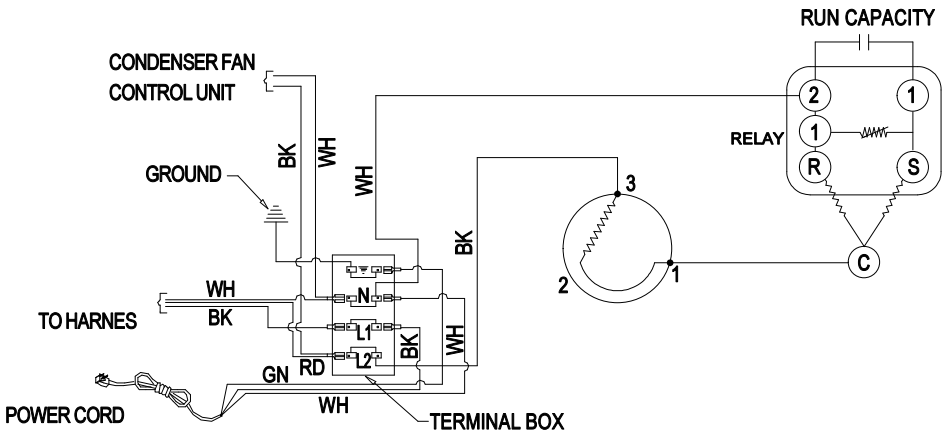 RUN CAPACITY
CONDENSER FAN
CONTROL UNIT
BK
WH
WH
2
1
1
RELAY
R
S
GROUND
3
BK
2
1
C
N
WH
BK
TO HARNES
L1
BK
WH
L2
RD
GN
WH
POWER CORD
TERMINAL BOX